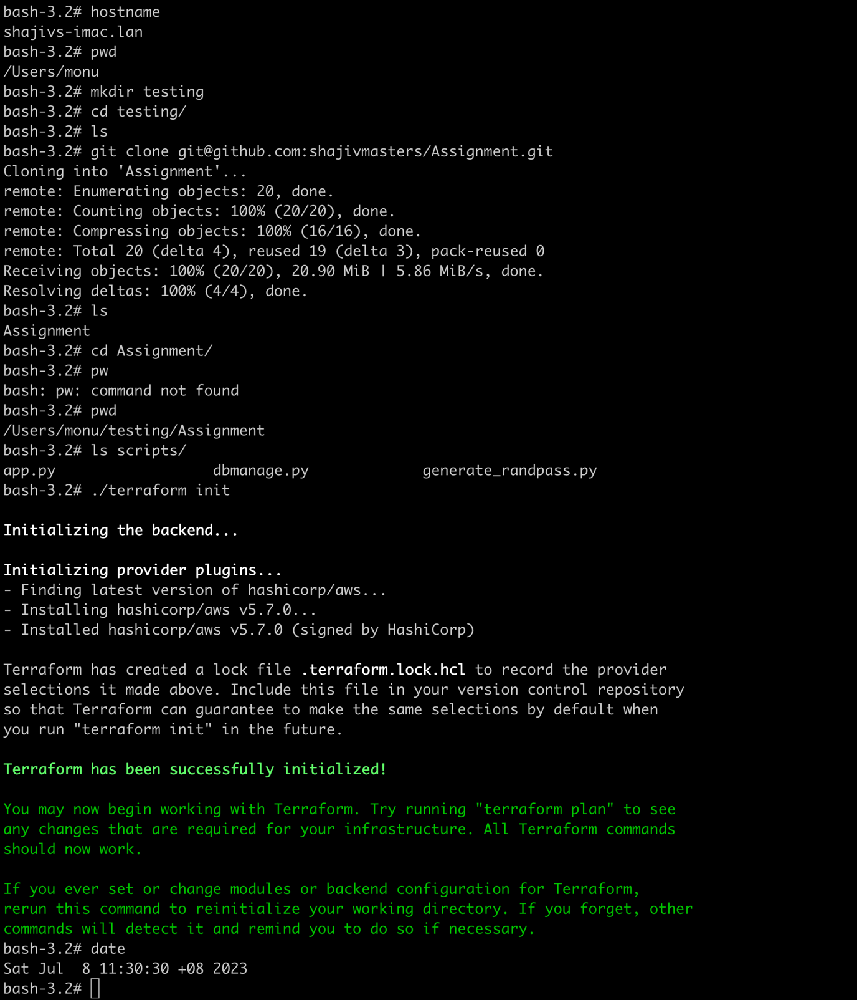 bash-3.2# hostname
shajivs-imac.lan
bash-3.2# pwd
/Users/monu
bash-3.2# mkdir testing
bash-3.2# cd testing/
bash-3.2# ls
bash-3.2# git clone git@github.com:shajivmasters/Assignment.git
Cloning into 'Assignment'...
remote: Enumerating objects: 20, done.
remote: Counting objects: 100% (20/20), done.
remote: Compressing objects: 100% (16/16), done.
remote: Total 20 (delta 4), reused 19 (delta 3), pack-reused 0
Receiving objects: 100% (20/20), 20.90 MiB | 5.86 MiB/s, done.
Resolving deltas: 100% (4/4), done.
bash-3.2# ls
Assignment
bash-3.2# cd Assignment/
bash-3.2# pw
bash: pw: command not found
bash-3.2# pwd
/Users/monu/testing/Assignment
bash-3.2# ls scripts/
app.py                  dbmanage.py             generate_randpass.py
bash-3.2# ./terraform init

Initializing the backend...

Initializing provider plugins...
- Finding latest version of hashicorp/aws...
- Installing hashicorp/aws v5.7.0...
- Installed hashicorp/aws v5.7.0 (signed by HashiCorp)

Terraform has created a lock file .terraform.lock.hcl to record the provider
selections it made above. Include this file in your version control repository
so that Terraform can guarantee to make the same selections by default when
you run "terraform init" in the future.

Terraform has been successfully initialized!

You may now begin working with Terraform. Try running "terraform plan" to see
any changes that are required for your infrastructure. All Terraform commands
should now work.

If you ever set or change modules or backend configuration for Terraform,
rerun this command to reinitialize your working directory. If you forget, other
commands will detect it and remind you to do so if necessary.
bash-3.2# date
Sat Jul  8 11:30:30 +08 2023
bash-3.2#